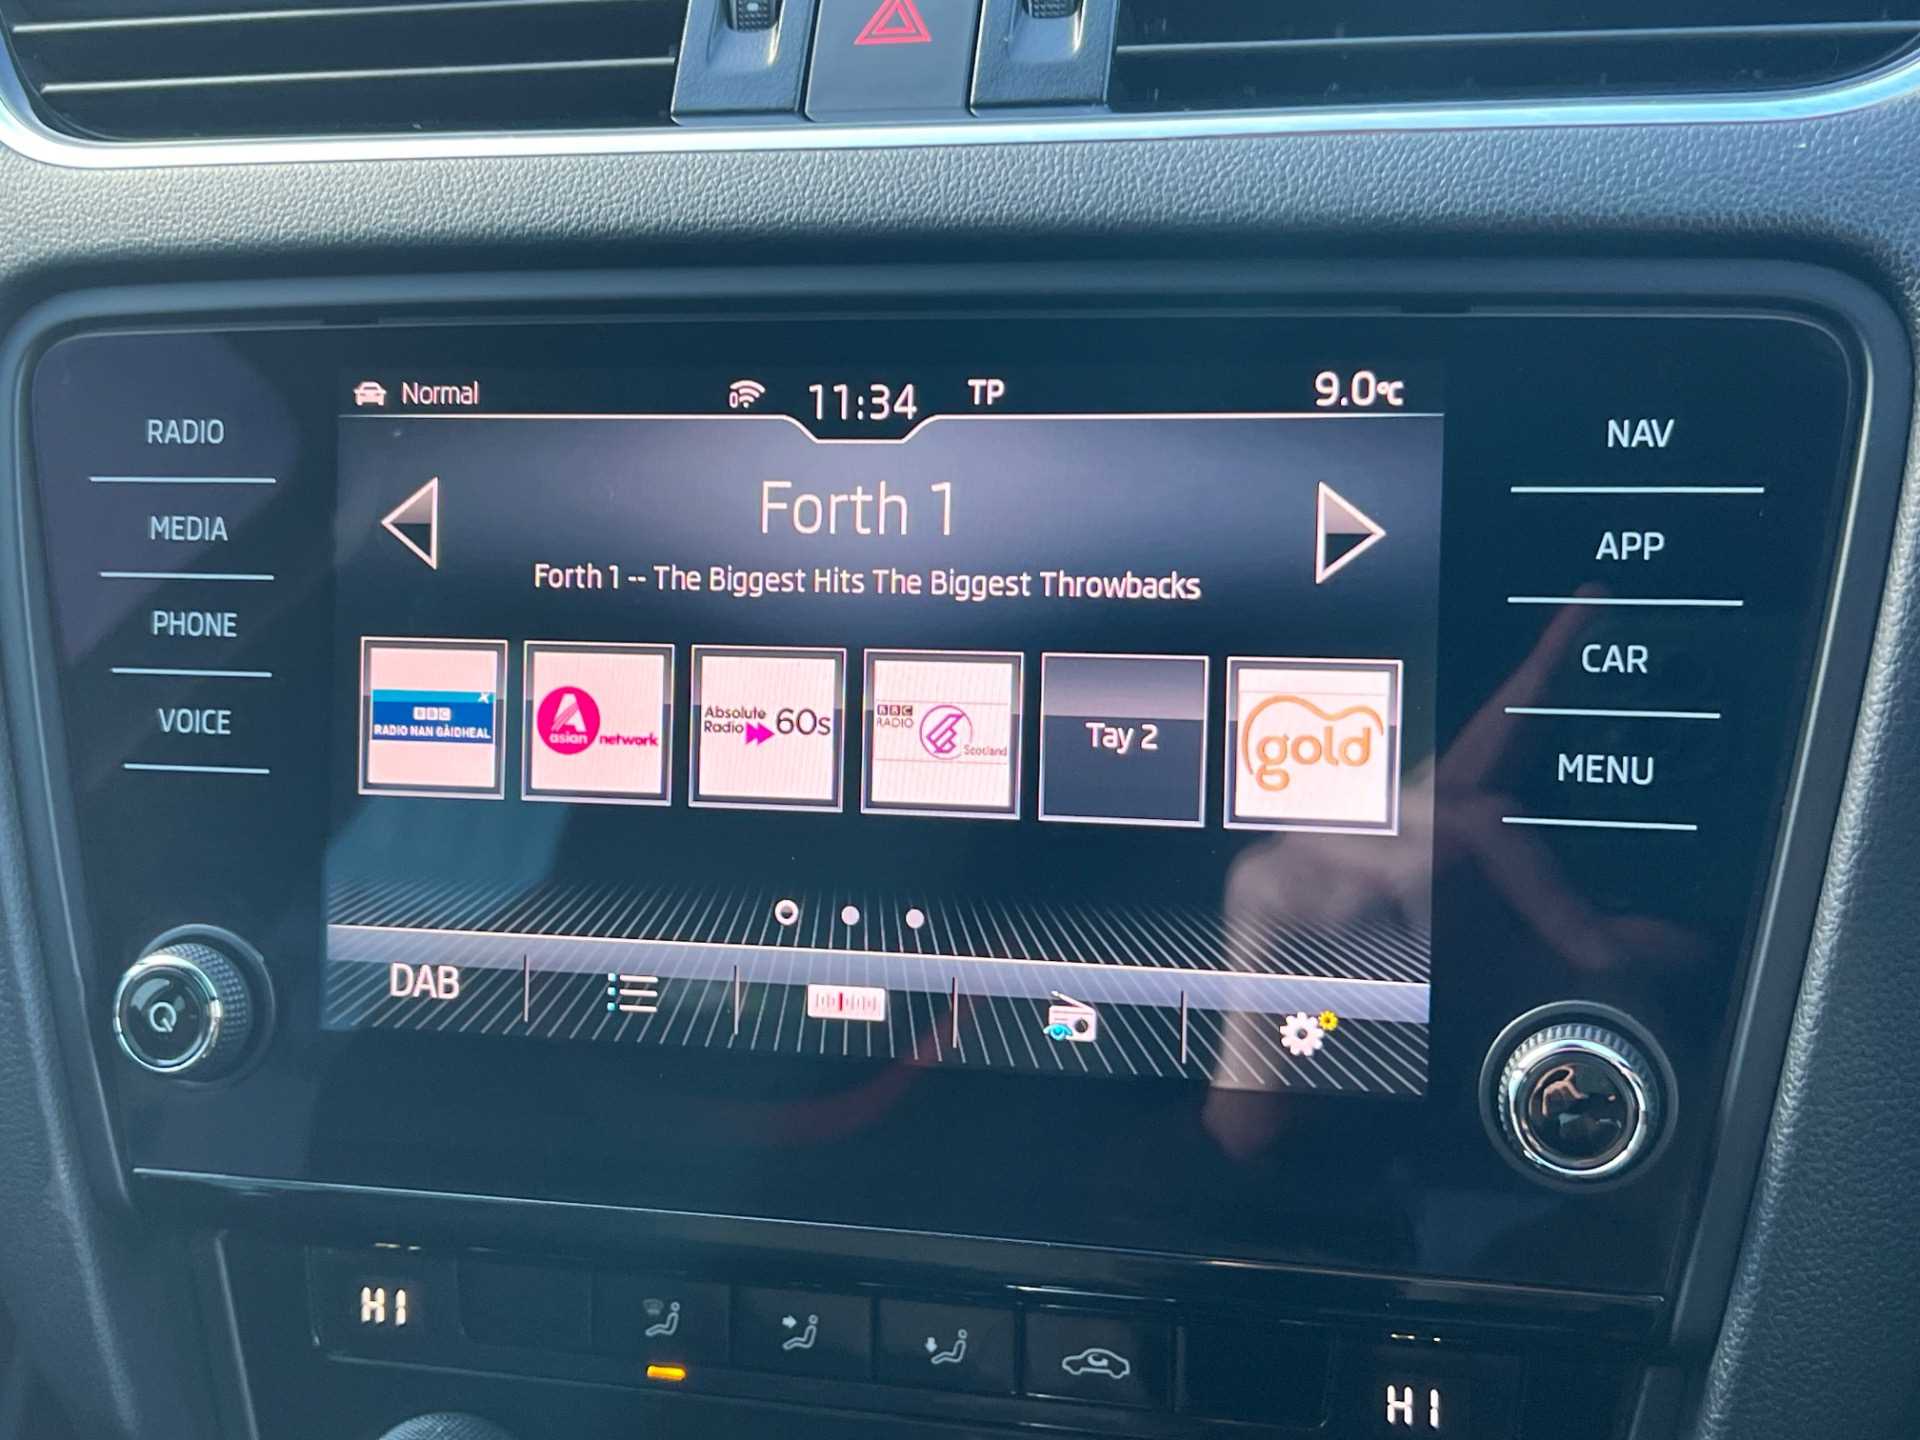 Normal
11:34
TP
9.0°C
RADIO
MEDIA
PHONE
VOICE
NAV
APP
CAR
MENU
Forth 1
Forth 1 -- The Biggest Hits The Biggest Throwbacks
BBC
RADIO NAN GÀIDHEAL
asian network
Absolute
Radio 60s
BBC
RADIO
Scotland
Tay 2
gold
DAB
HI
HI